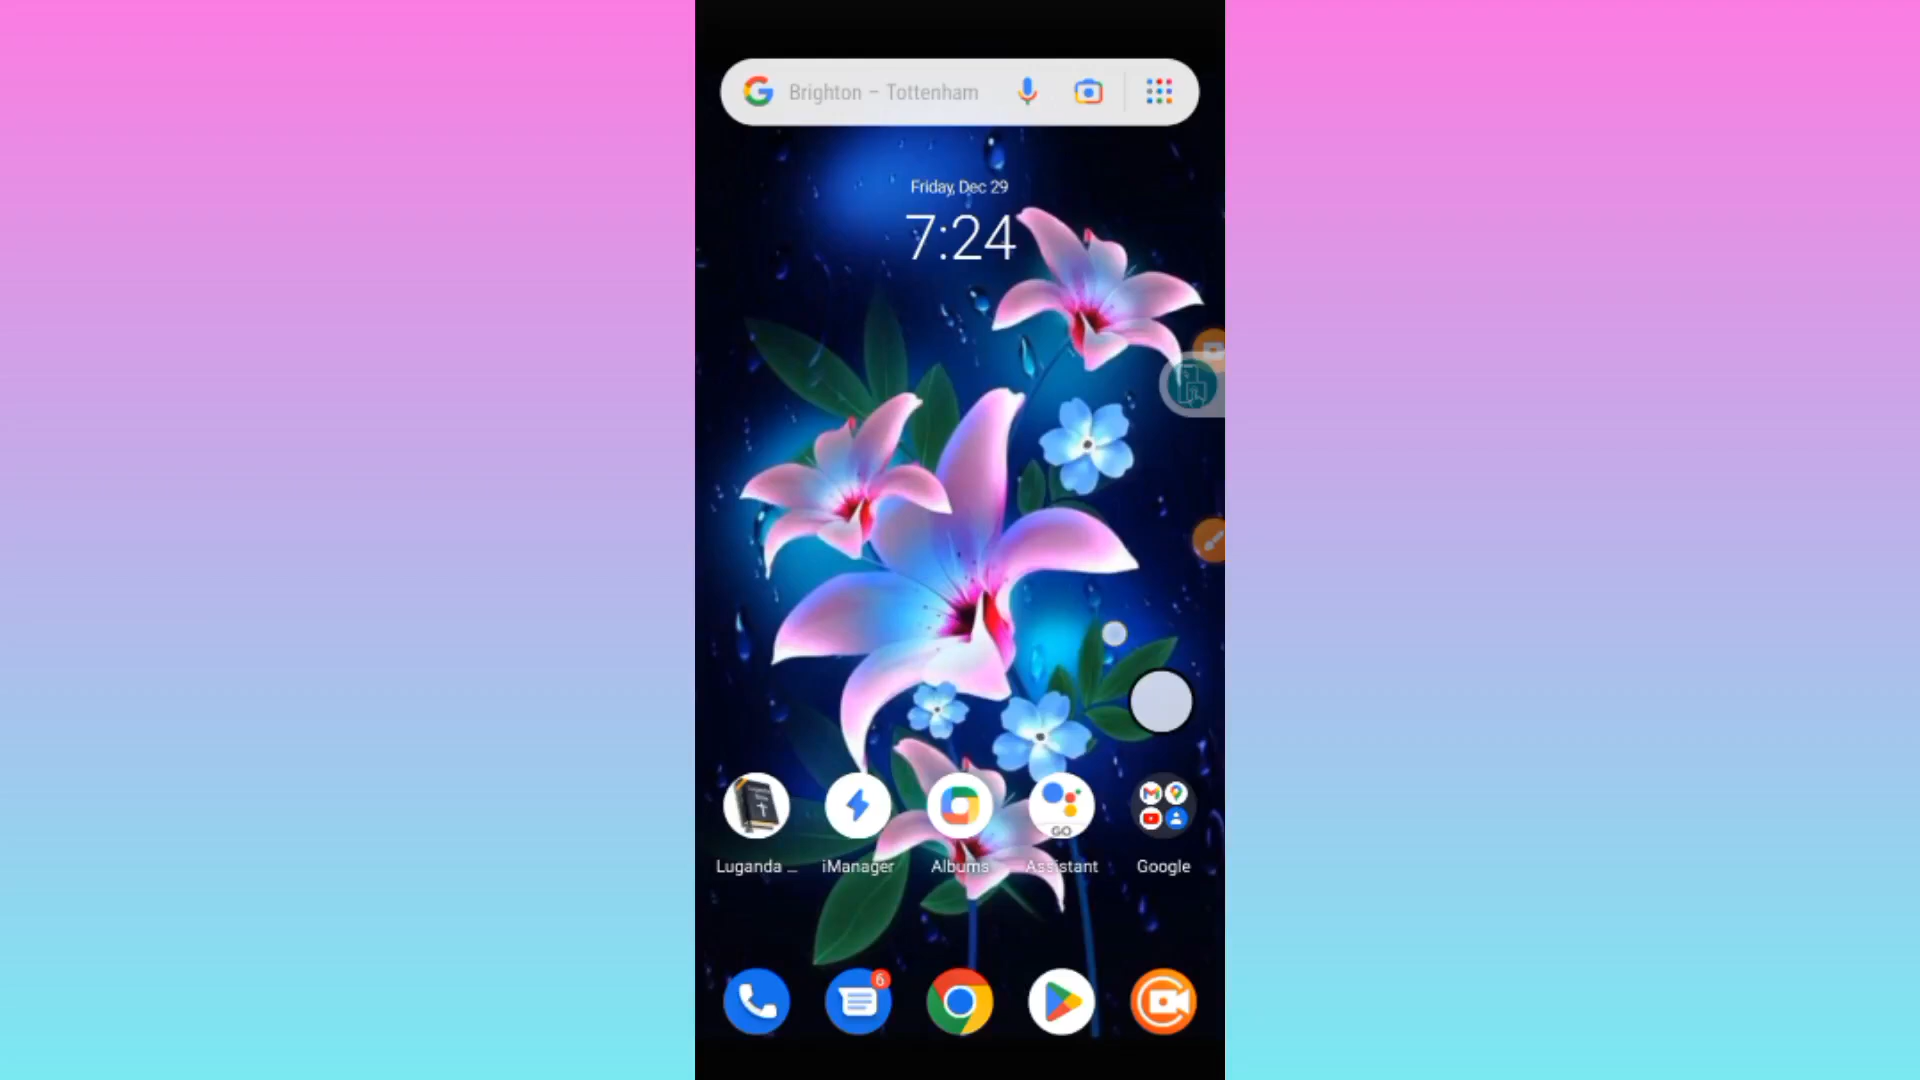 Brighton – Tottenham
Friday, Dec 29
7:24
GO
Luganda ...
iManager
Albums
Assistant
Google
6